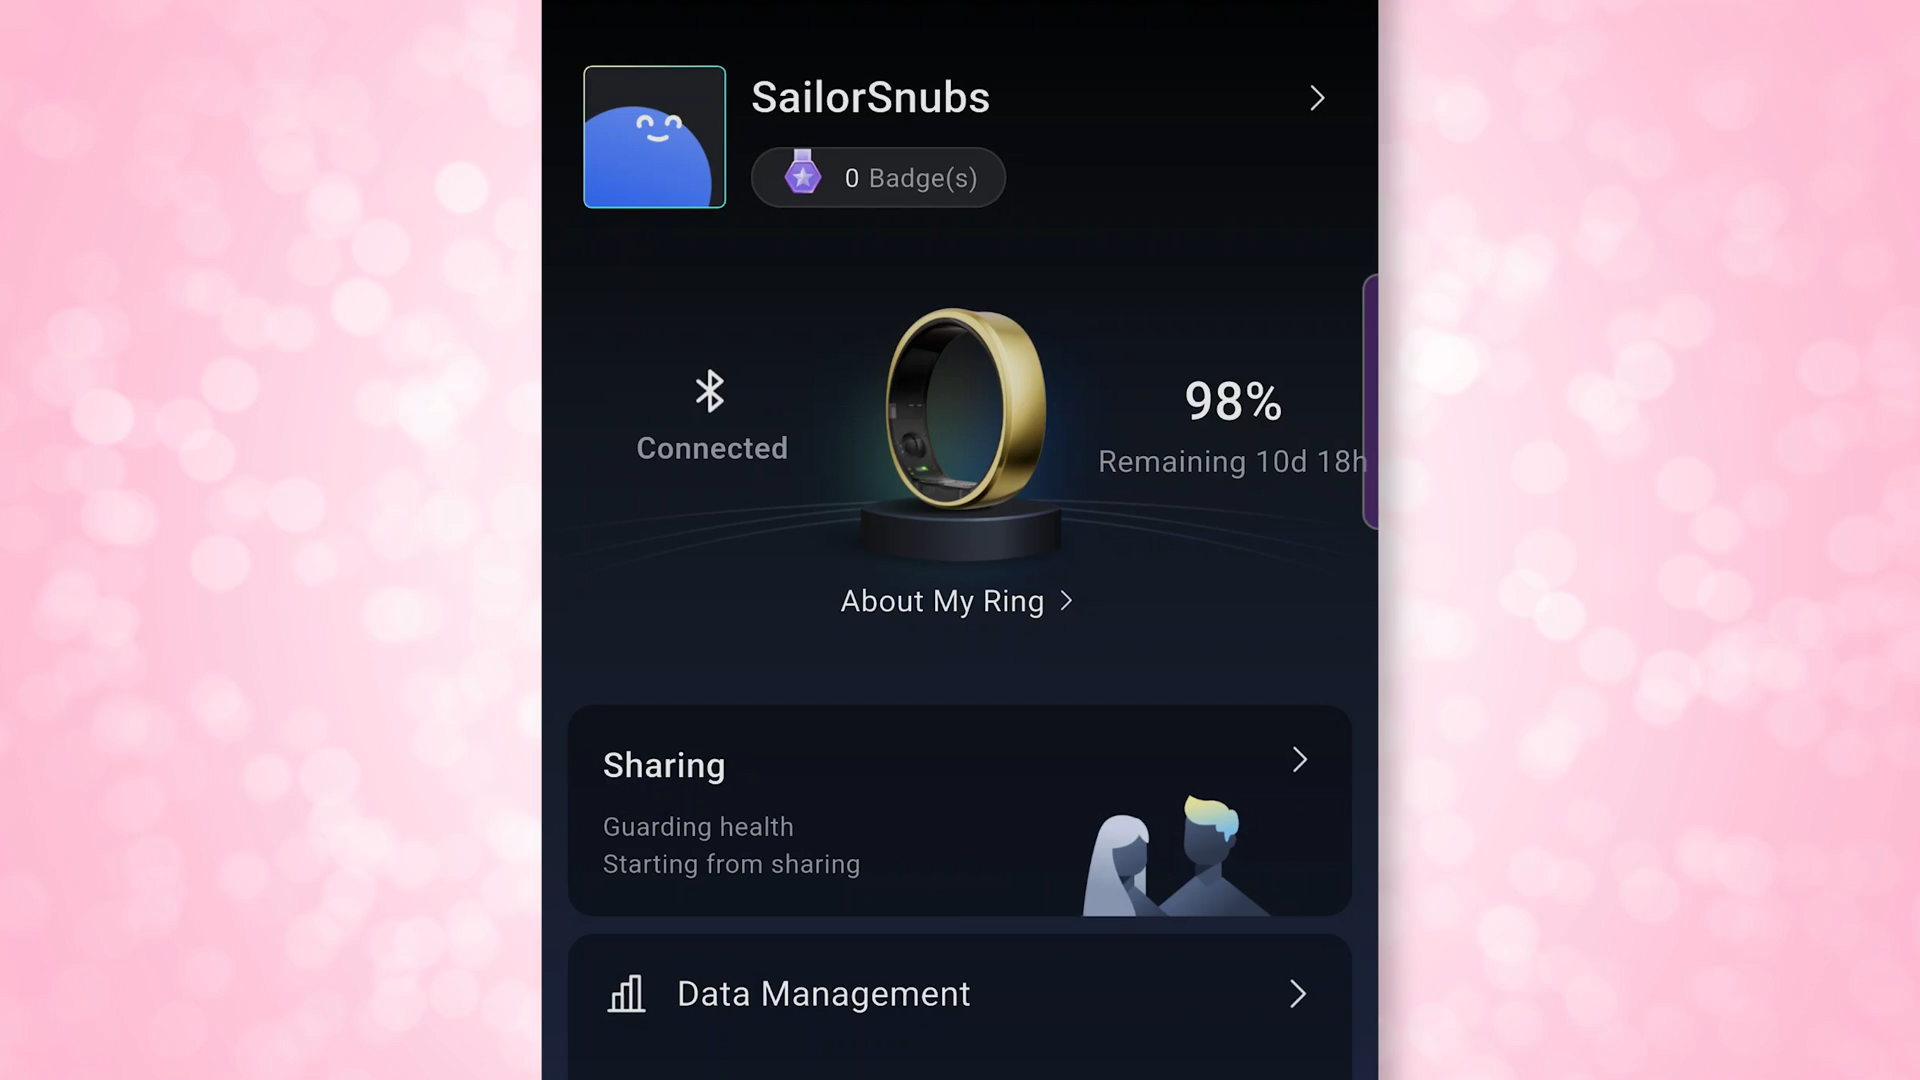 SailorSnubs
0 Badge(s)
Connected
98%
Remaining 10d 18h
About My Ring
Sharing
Guarding health
Starting from sharing
Data Management